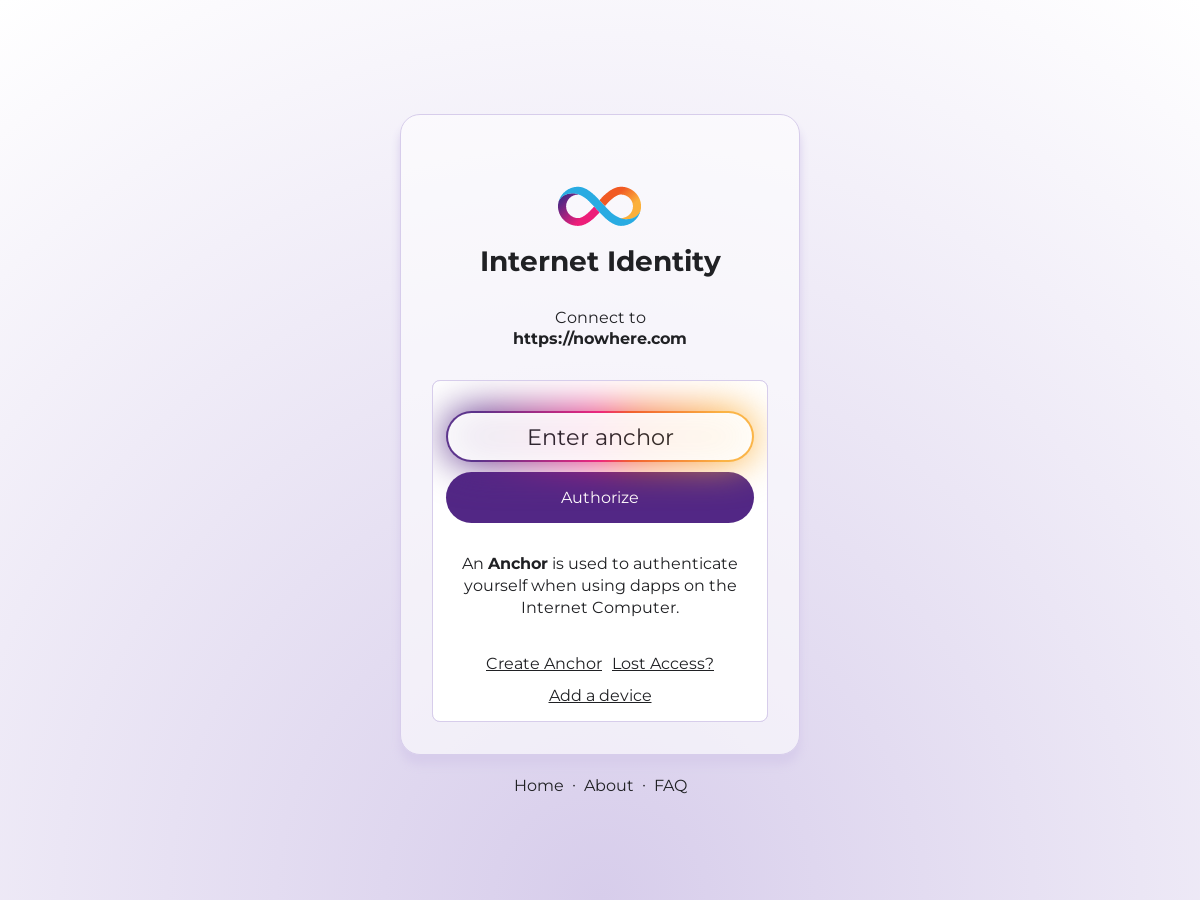 Internet Identity
Connect to
https://nowhere.com
Enter anchor
Authorize
An Anchor is used to authenticate
yourself when using dapps on the
Internet Computer.
Create Anchor Lost Access?
Add a device
Home · About · FAQ